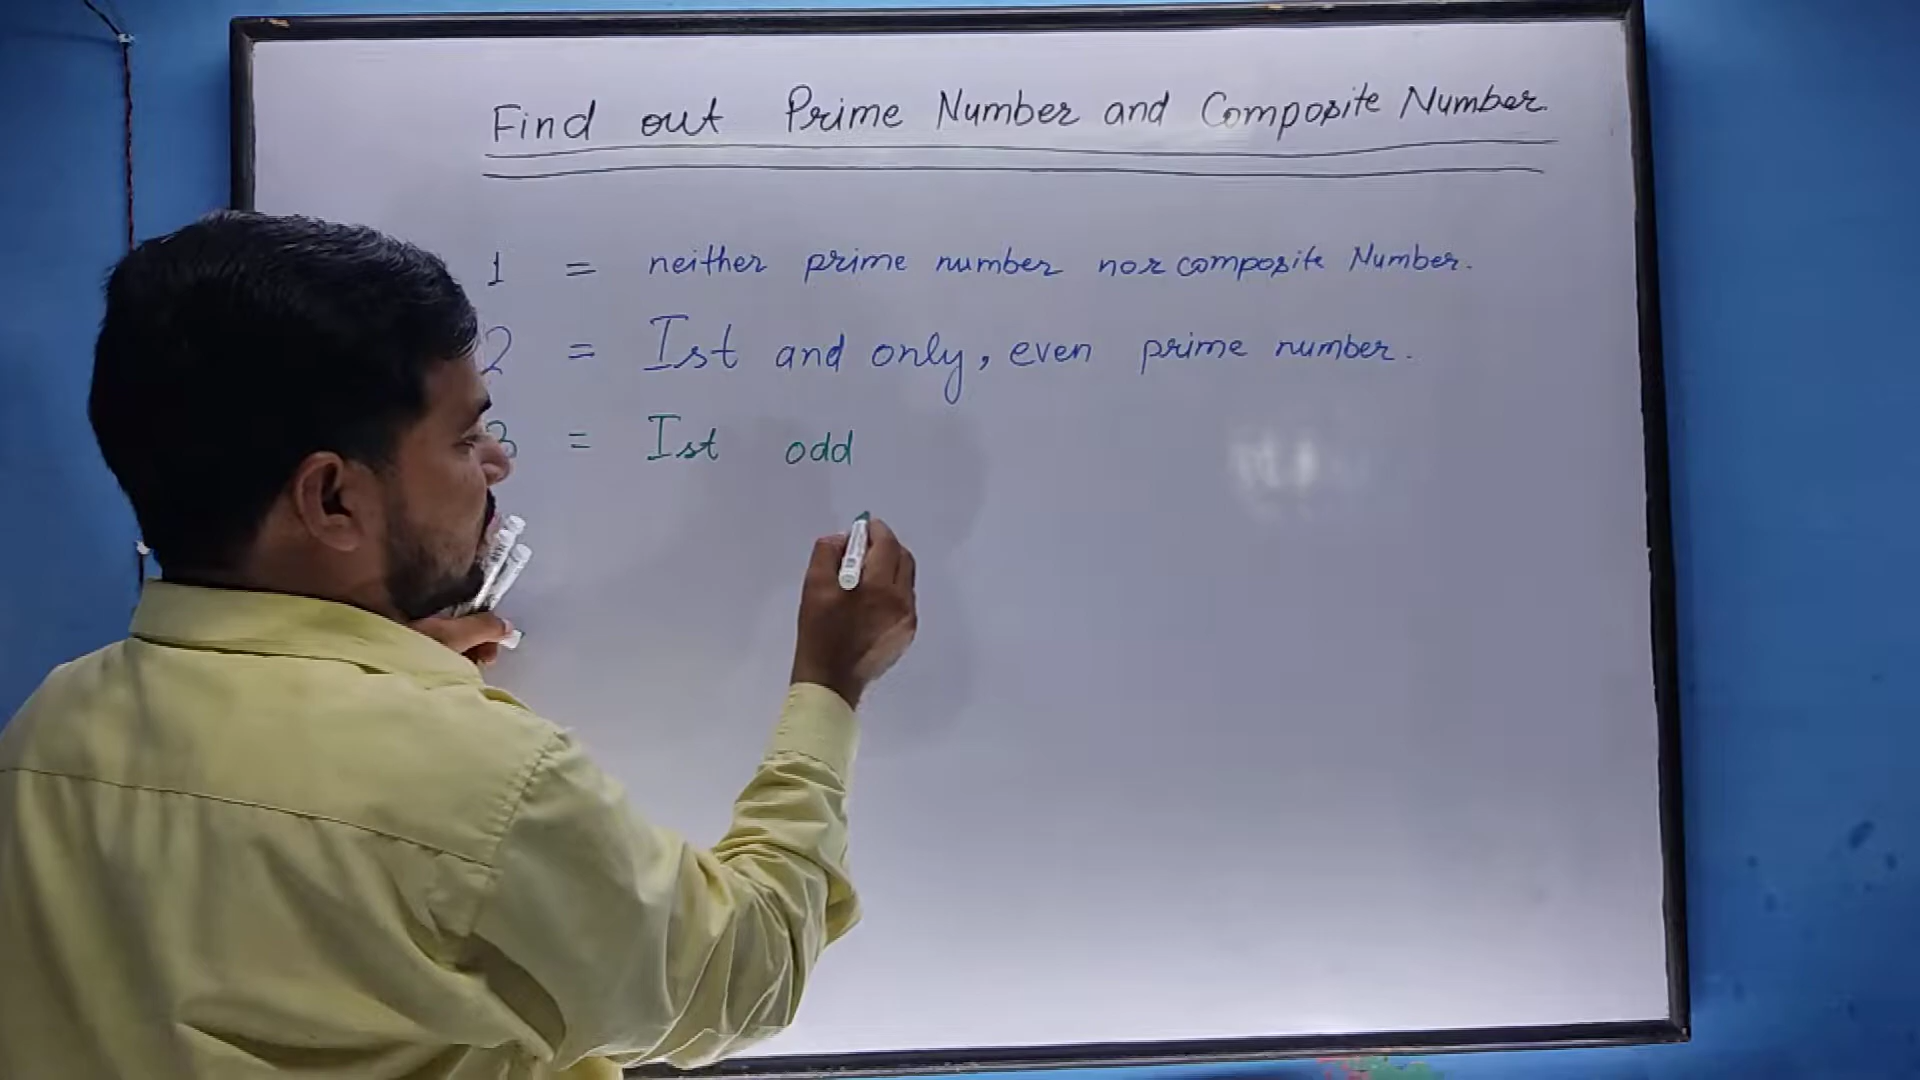 Find out Prime Number and Composite Number.
1 = neither prime number nor composite Number.
2 = Ist and only, even prime number.
3 = Ist odd